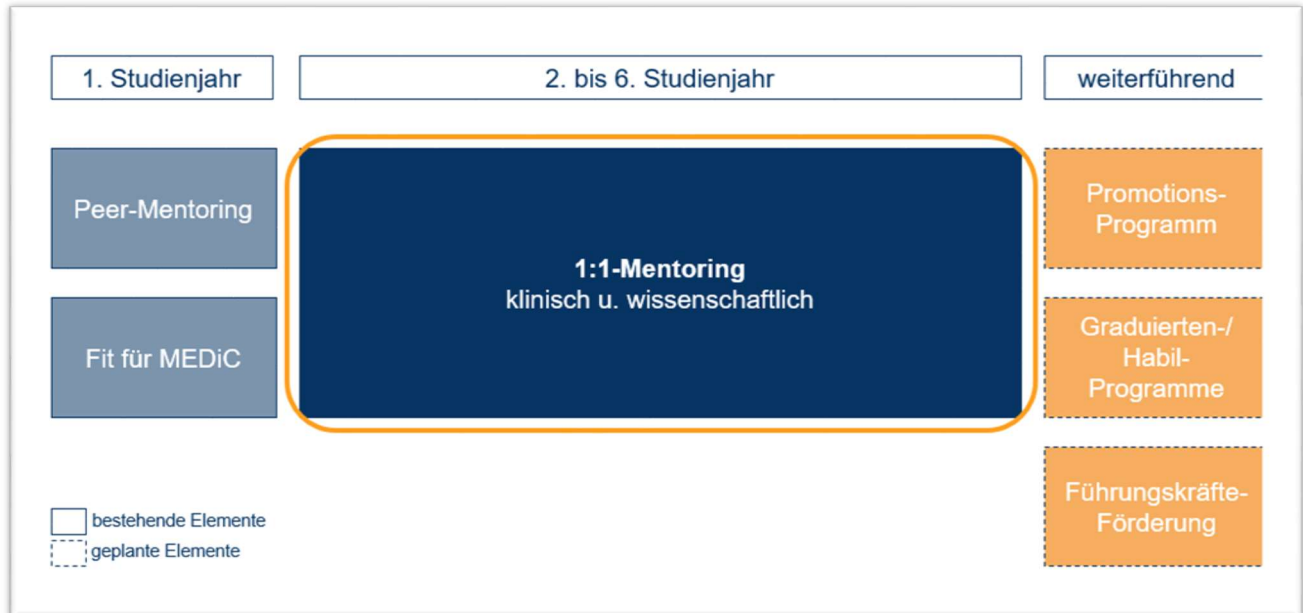 1. Studienjahr
2. bis 6. Studienjahr
weiterführend
Peer-Mentoring
Fit für MEDiC
1:1-Mentoring
klinisch u. wissenschaftlich
Promotions-
Programm
Graduierten-/
Habil-
Programme
Führungskräfte-
Förderung
bestehende Elemente
geplante Elemente